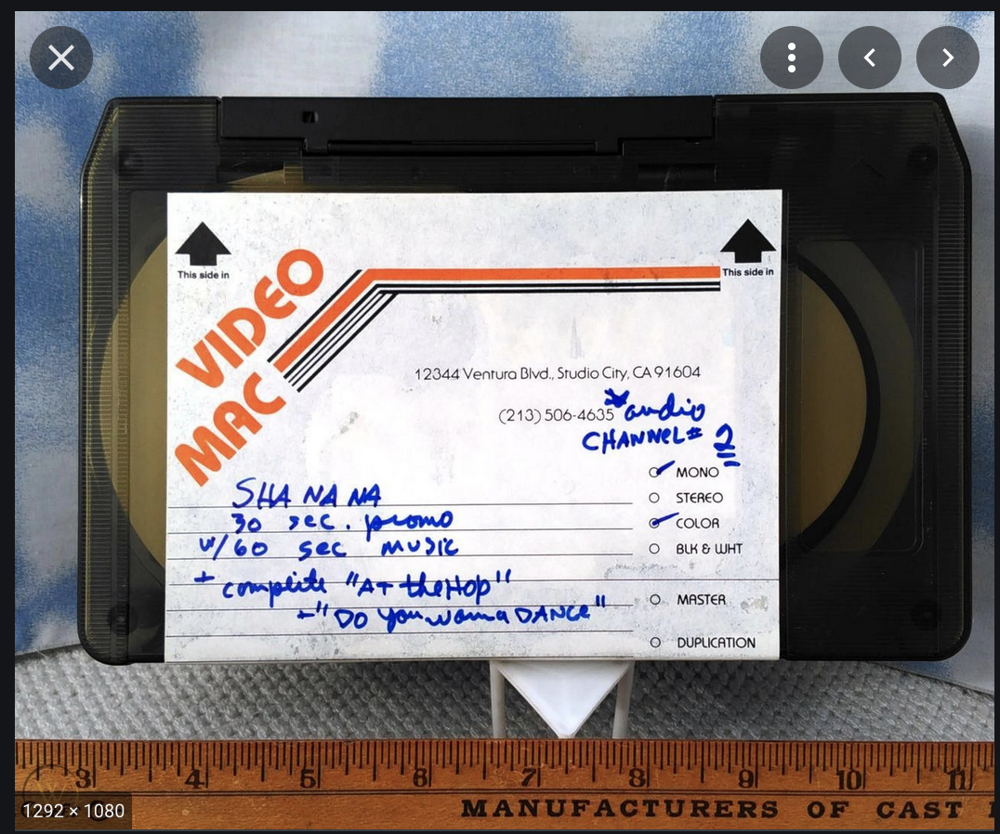 This side in
This side in
VIDEO
MAC
12344 Ventura Blvd., Studio City, CA 91604
(213) 506-4635
*audio
CHANNEL# 2
MONO
STEREO
COLOR
BLK & WHT
MASTER
DUPLICATION
SHA NA NA
30 sec. promo
w/60 sec music
+ complete "AT the Hop"
+ "DO You wanna DANCE"
3 4 5 6 7 8 9 10 11
MANUFACTURERS OF CAST
1292 × 1080